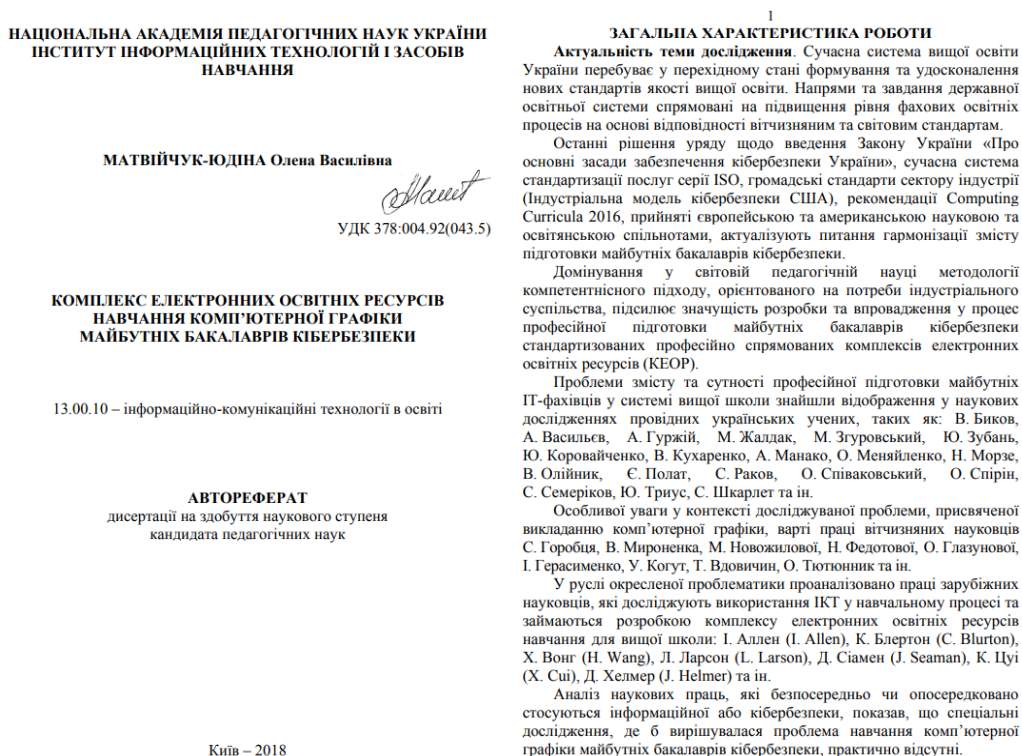 НАЦІОНАЛЬНА АКАДЕМІЯ ПЕДАГОГІЧНИХ НАУК УКРАЇНИ
ІНСТИТУТ ІНФОРМАЦІЙНИХ ТЕХНОЛОГІЙ І ЗАСОБІВ
НАВЧАННЯ
МАТВІЙЧУК-ЮДІНА Олена Василівна
УДК 378:004.92(043.5)
КОМПЛЕКС ЕЛЕКТРОННИХ ОСВІТНІХ РЕСУРСІВ
НАВЧАННЯ КОМП’ЮТЕРНОЇ ГРАФІКИ
МАЙБУТНІХ БАКАЛАВРІВ КІБЕРБЕЗПЕКИ
13.00.10 – інформаційно-комунікаційні технології в освіті
АВТОРЕФЕРАТ
дисертації на здобуття наукового ступеня
кандидата педагогічних наук
Київ – 2018
1
ЗАГАЛЬНА ХАРАКТЕРИСТИКА РОБОТИ
Актуальність теми дослідження. Сучасна система вищої освіти
України перебуває у перехідному стані формування та удосконалення
нових стандартів якості вищої освіти. Напрями та завдання державної
освітньої системи спрямовані на підвищення рівня фахових освітніх
процесів на основі відповідності вітчизняним та світовим стандартам.
Останні рішення уряду щодо введення Закону України «Про
основні засади забезпечення кібербезпеки України», сучасна система
стандартизації послуг серії ISO, громадські стандарти сектору індустрії
(Індустріальна модель кібербезпеки США), рекомендації Computing
Curricula 2016, прийняті європейською та американською науковою та
освітянською спільнотами, актуалізують питання гармонізації змісту
підготовки майбутніх бакалаврів кібербезпеки.
Домінування у світовій педагогічній науці методології
компетентнісного підходу, орієнтованого на потреби індустріального
суспільства, підсилює значущість розробки та впровадження у процес
професійної підготовки майбутніх бакалаврів кібербезпеки
стандартизованих професійно спрямованих комплексів електронних
освітніх ресурсів (КЕОР).
Проблеми змісту та сутності професійної підготовки майбутніх
ІТ-фахівців у системі вищої школи знайшли відображення у наукових
дослідженнях провідних українських учених, таких як: В. Биков,
А. Васильєв, А. Гуржій, М. Жалдак, М. Згуровський, Ю. Зубань,
Ю. Коровайченко, В. Кухаренко, А. Манако, О. Меняйленко, Н. Морзе,
В. Олійник, Є. Полат, С. Раков, О. Співаковський, О. Спірін,
С. Семеріков, Ю. Триус, С. Шкарлет та ін.
Особливої уваги у контексті досліджуваної проблеми, присвяченої
викладанню комп’ютерної графіки, варті праці вітчизняних науковців
С. Горобця, В. Мироненка, М. Новожилової, Н. Федотової, О. Глазунової,
І. Герасименко, У. Когут, Т. Вдовичин, О. Тютюнник та ін.
У руслі окресленої проблематики проаналізовано праці зарубіжних
науковців, які досліджують використання ІКТ у навчальному процесі та
займаються розробкою комплексу електронних освітніх ресурсів
навчання для вищої школи: І. Аллен (I. Allen), К. Блертон (C. Blurton),
Х. Вонг (H. Wang), Л. Ларсон (L. Larson), Д. Сіамен (J. Seaman), К. Цуі
(X. Cui), Д. Хелмер (J. Helmer) та ін.
Аналіз наукових праць, які безпосередньо чи опосередковано
стосуються інформаційної або кібербезпеки, показав, що спеціальні
дослідження, де б вирішувалася проблема навчання комп’ютерної
графіки майбутніх бакалаврів кібербезпеки, практично відсутні.